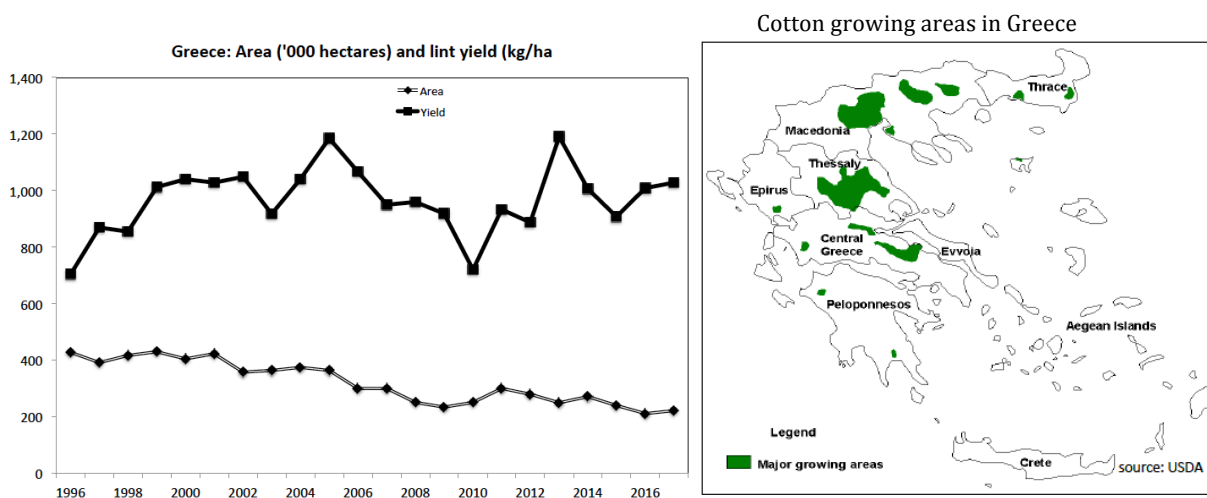 Greece: Area ('000 hectares) and lint yield (kg/ha
Area
Yield
1,400
1,200
1,000
800
600
400
200
0
1996 1998 2000 2002 2004 2006 2008 2010 2012 2014 2016
Cotton growing areas in Greece
Thrace
Macedonia
Thessaly
Epirus
Central
Greece
Evvoia
Peloponnesos
Aegean Islands
Legend
Major growing areas
Crete
source: USDA